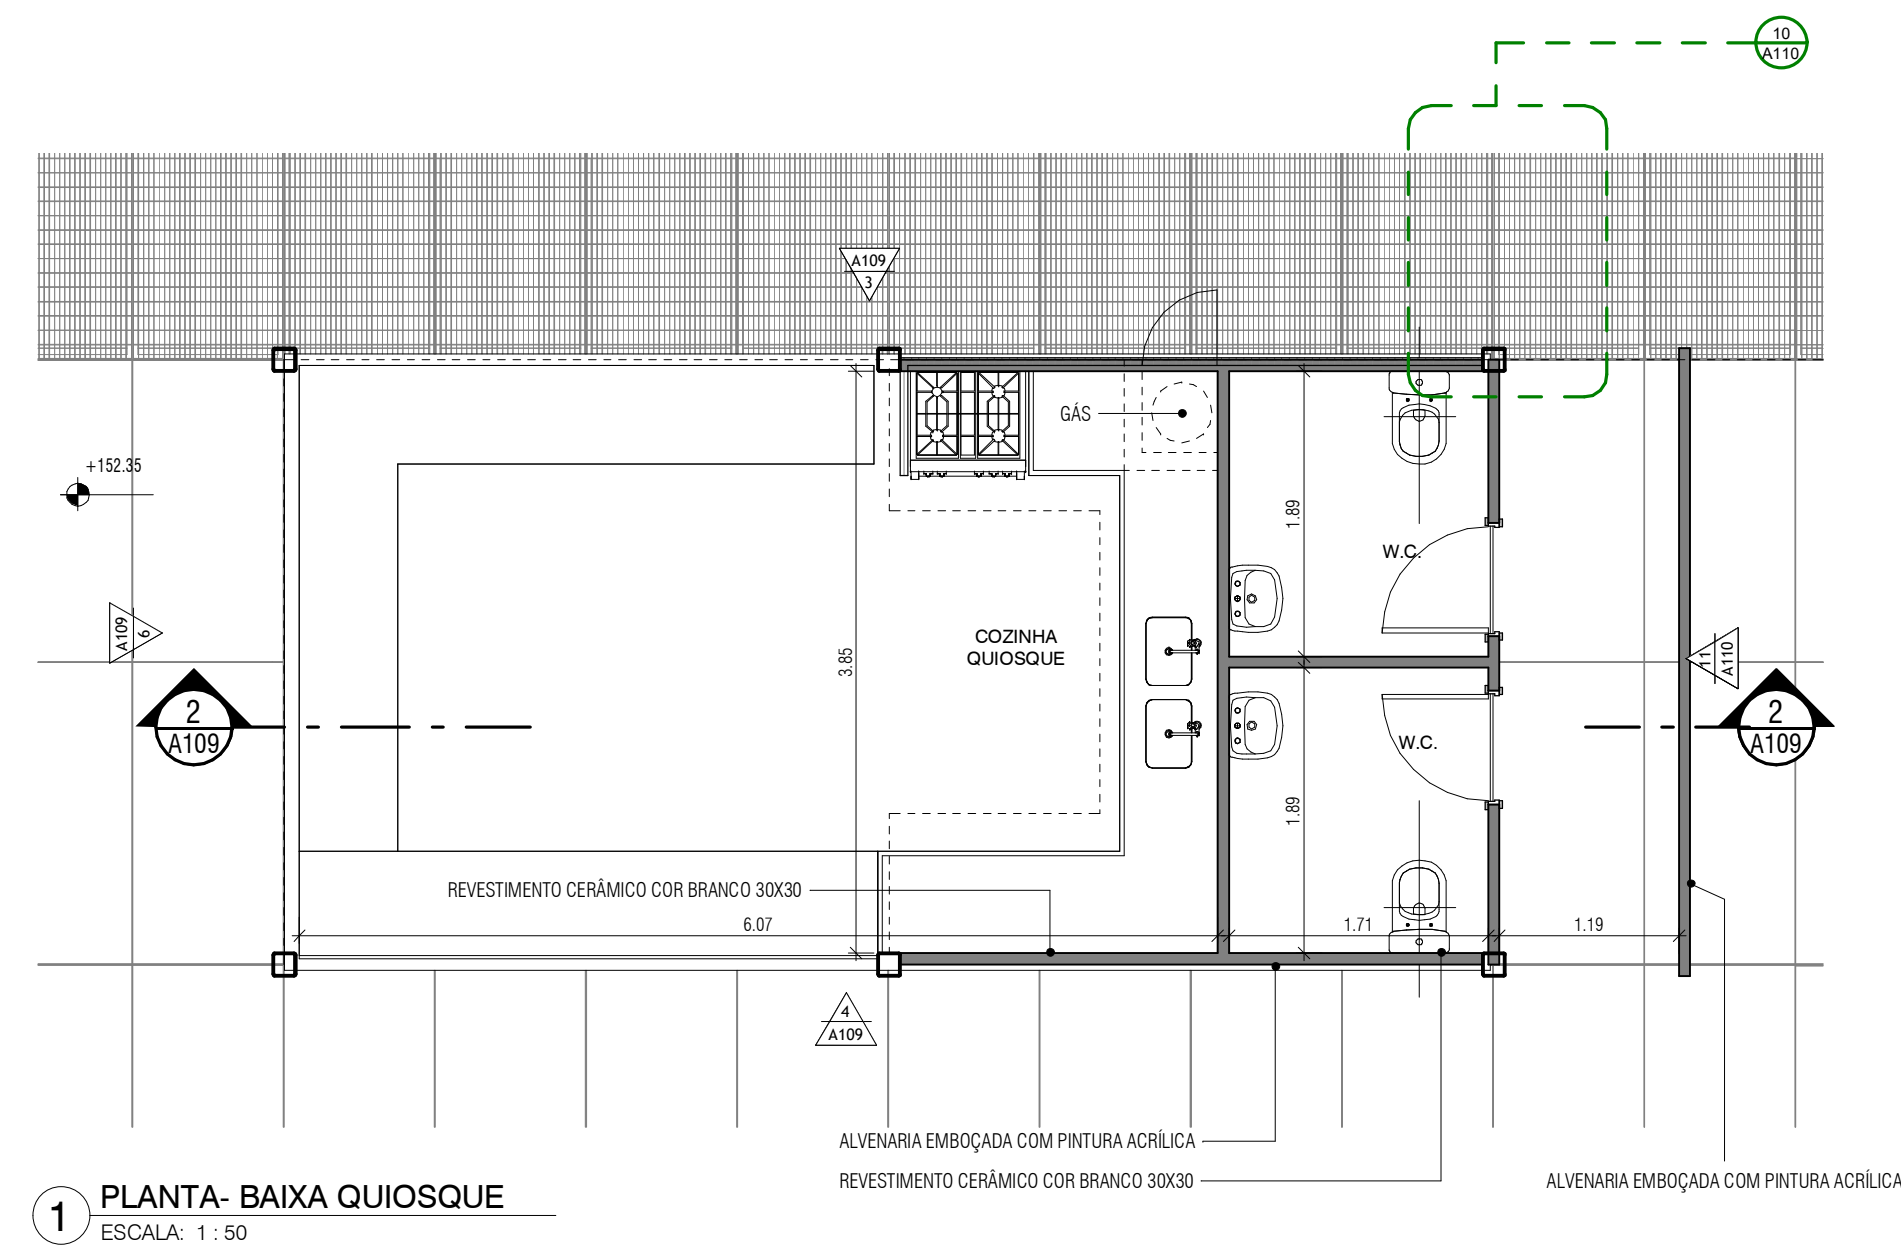 10
A110
A109
3
GÁS
+152.35
1.89
W.C.
A109
6
COZINHA
QUIOSQUE
3.85
11
A110
2
A109
2
A109
W.C.
1.89
REVESTIMENTO CERÂMICO COR BRANCO 30X30
6.07
1.71
1.19
4
A109
ALVENARIA EMBOÇADA COM PINTURA ACRÍLICA
REVESTIMENTO CERÂMICO COR BRANCO 30X30
ALVENARIA EMBOÇADA COM PINTURA ACRÍLICA
1
PLANTA- BAIXA QUIOSQUE
ESCALA: 1 : 50